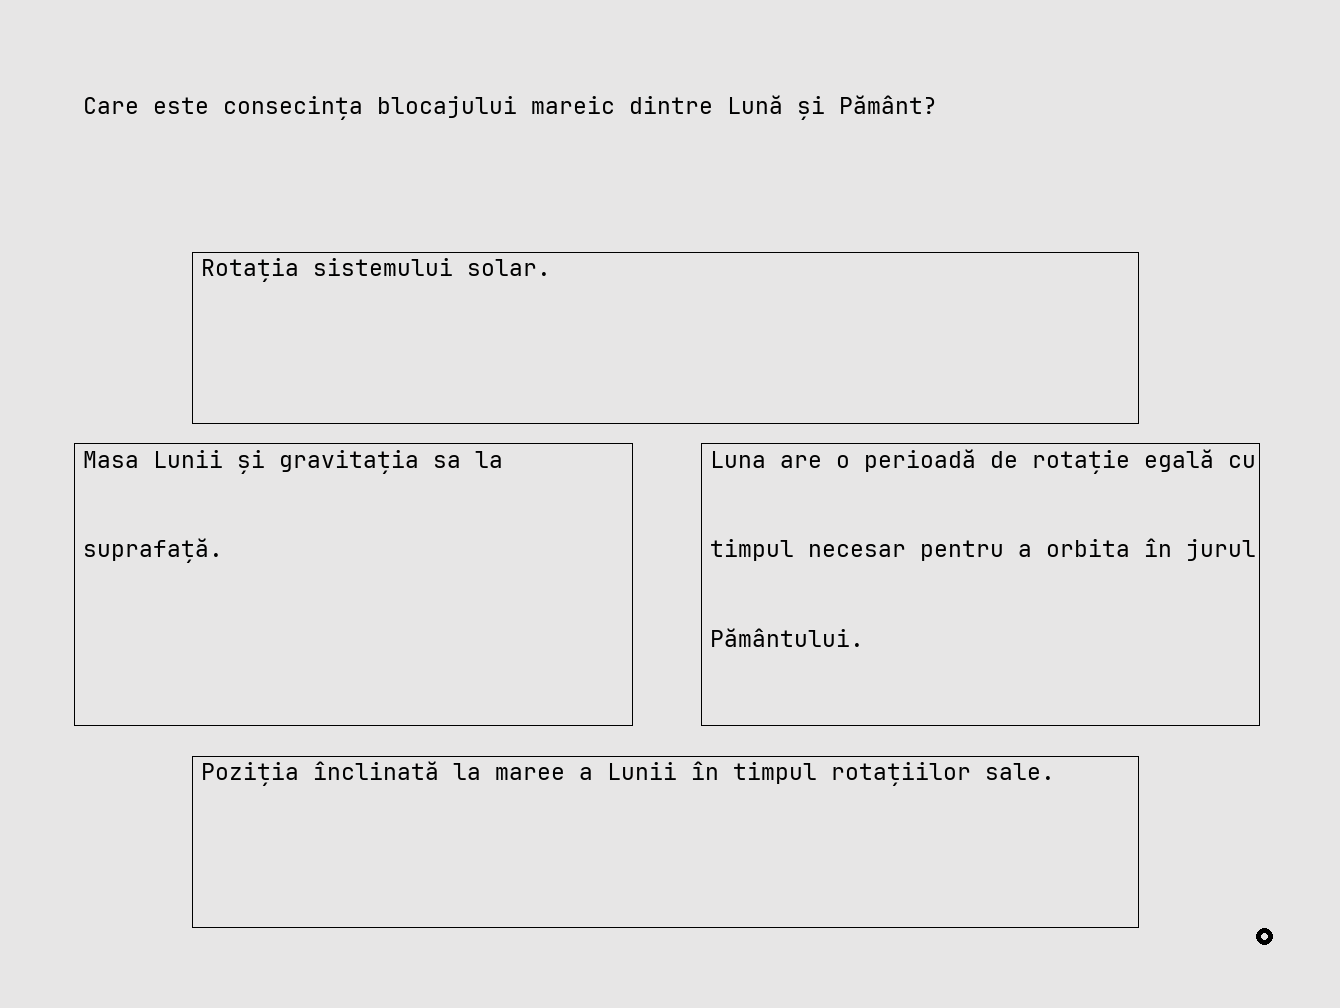 Care este consecința blocajului mareic dintre Lună și Pământ?
Rotația sistemului solar.
Masa Lunii și gravitația sa la
suprafață.
Luna are o perioadă de rotație egală cu
timpul necesar pentru a orbita în jurul
Pământului.
Poziția înclinată la maree a Lunii în timpul rotațiilor sale.